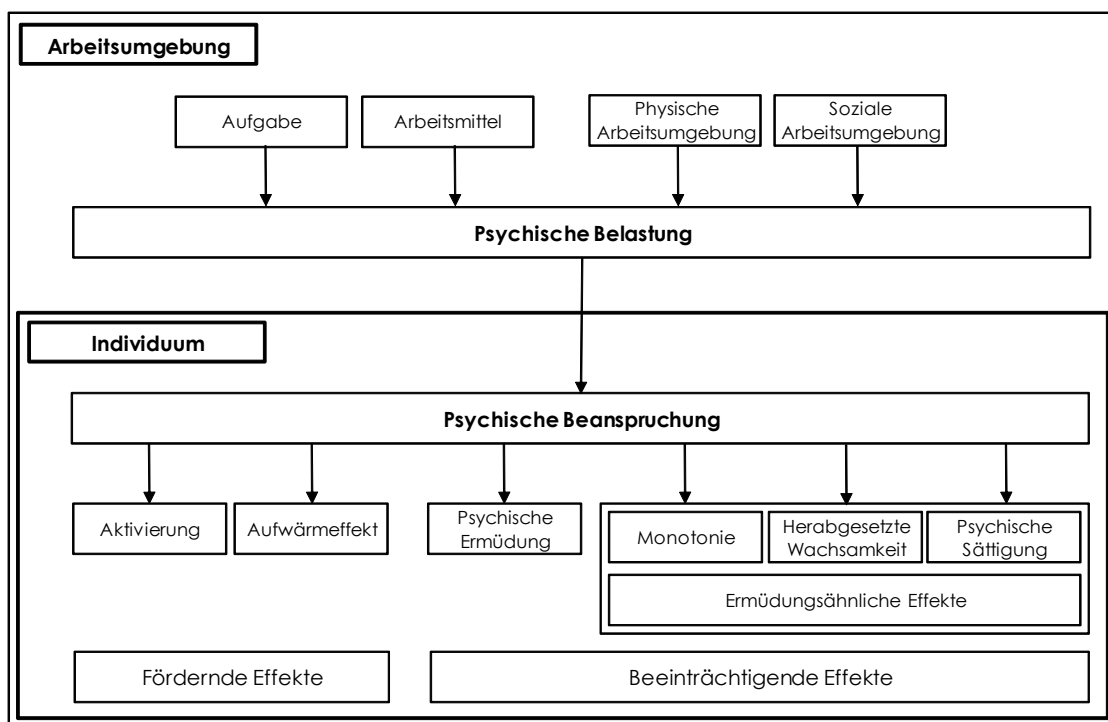 Arbeitsumgebung
Aufgabe
Arbeitsmittel
Physische
Arbeitsumgebung
Soziale
Arbeitsumgebung
Psychische Belastung
Individuum
Psychische Beanspruchung
Aktivierung
Aufwärmeffekt
Psychische
Ermüdung
Monotonie
Herabgesetzte
Wachsamkeit
Psychische
Sättigung
Ermüdungsähnliche Effekte
Fördernde Effekte
Beeinträchtigende Effekte